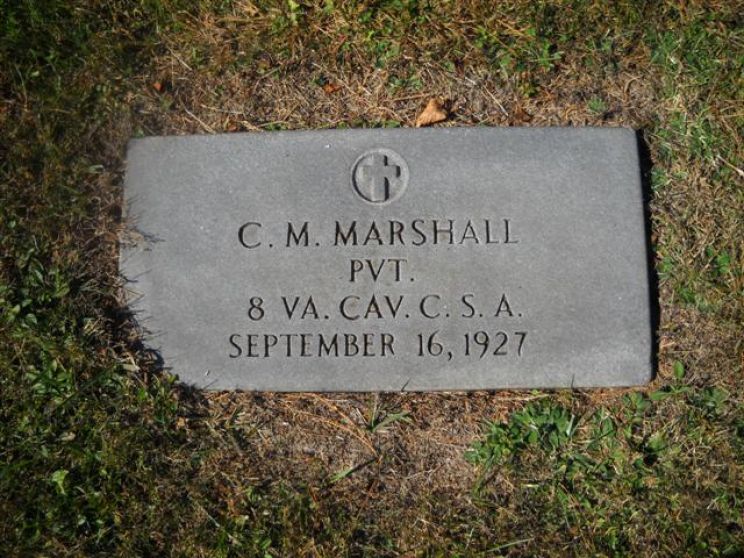 C. M. MARSHALL
PVT.
8 VA. CAV. C. S. A.
SEPTEMBER 16, 1927